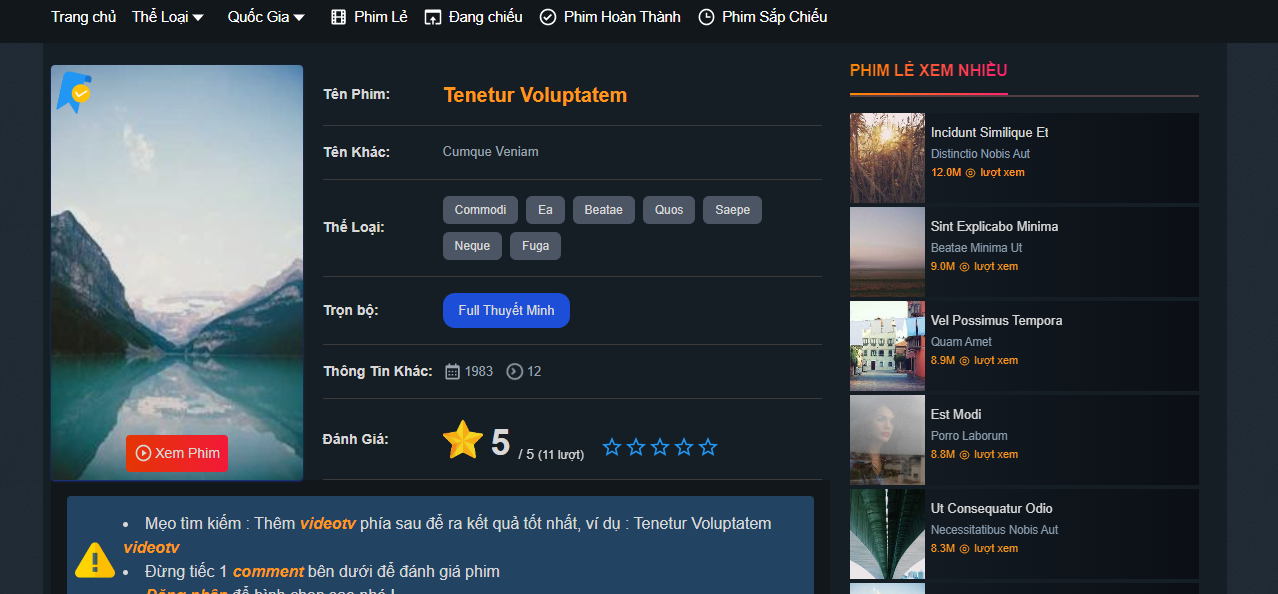 Trang chủ Thể Loại Quốc Gia Phim Lẻ Đang chiếu Phim Hoàn Thành Phim Sắp Chiếu
Tên Phim: Tenetur Voluptatem
Tên Khác: Cumque Veniam
Thể Loại: Commodi Ea Beatae Quos Saepe
Neque Fuga
Trọn bộ: Full Thuyết Minh
Thông Tin Khác: 1983 12
Đánh Giá: 5 / 5 (11 lượt)
Xem Phim
Mẹo tìm kiếm : Thêm videotv phía sau để ra kết quả tốt nhất, ví dụ : Tenetur Voluptatem
videotv
Đừng tiếc 1 comment bên dưới để đánh giá phim
Đăng nhập để bình chọn sao nhé !
PHIM LẺ XEM NHIỀU
Incidunt Similique Et
Distinctio Nobis Aut
12.0M lượt xem
Sint Explicabo Minima
Beatae Minima Ut
9.0M lượt xem
Vel Possimus Tempora
Quam Amet
8.9M lượt xem
Est Modi
Porro Laborum
8.8M lượt xem
Ut Consequatur Odio
Necessitatibus Nobis Aut
8.3M lượt xem